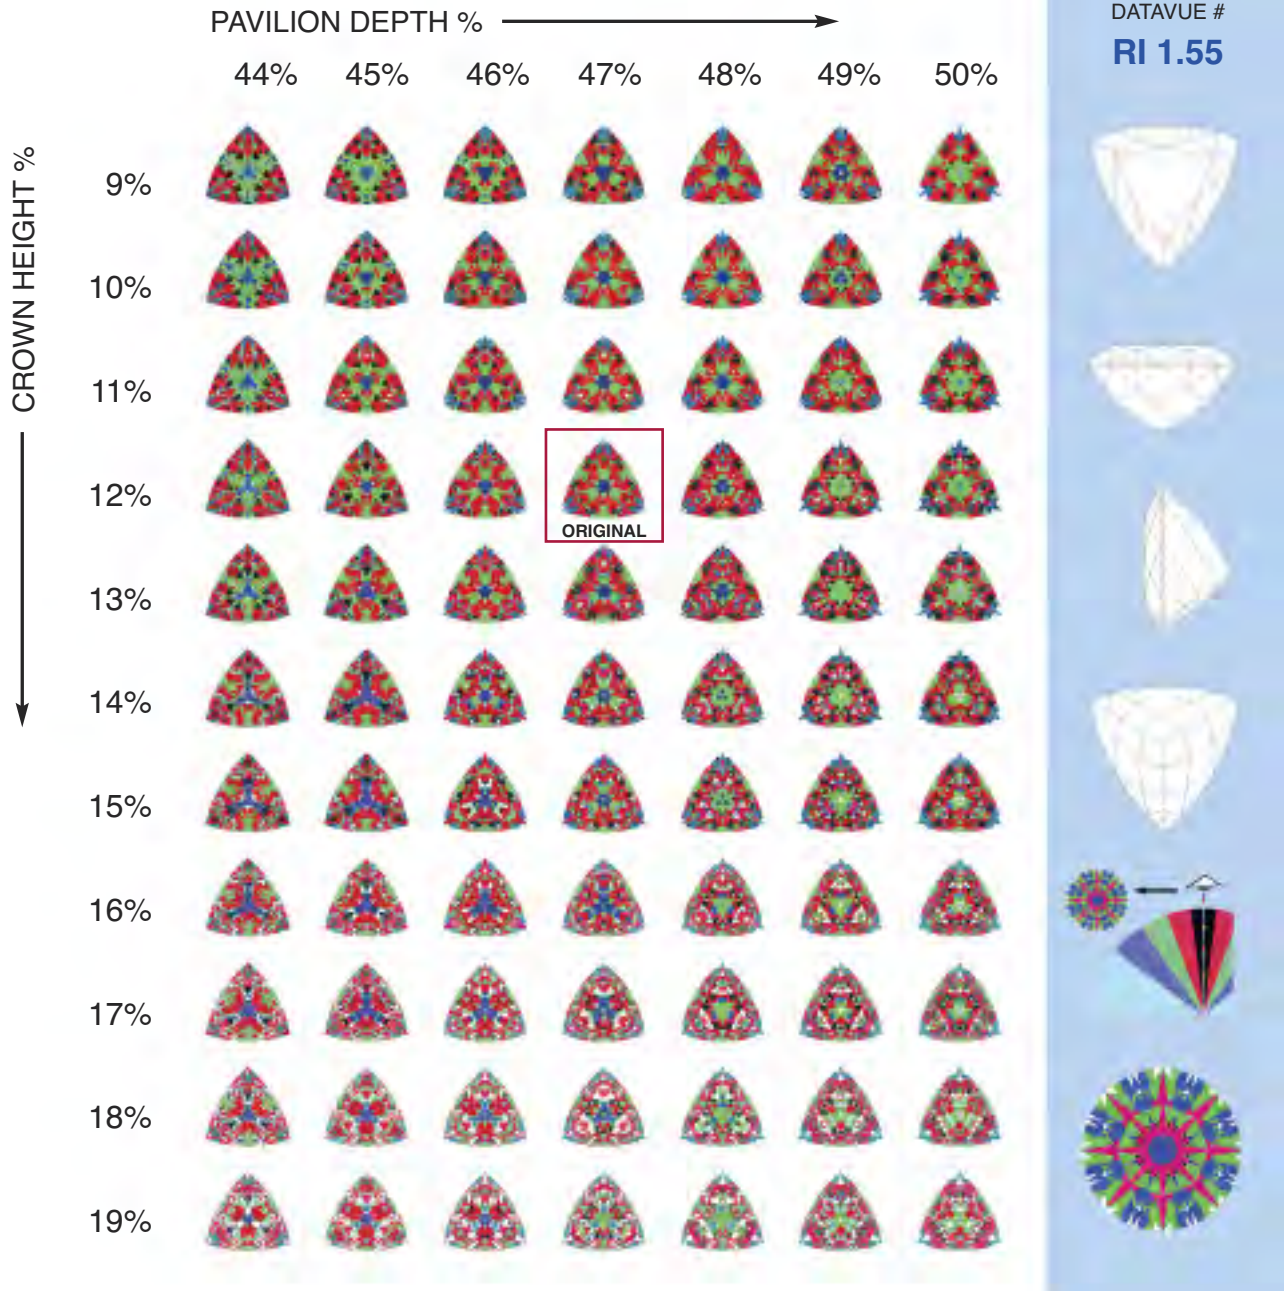 PAVILION DEPTH %
44% 45% 46% 47% 48% 49% 50%
CROWN HEIGHT %
9%
10%
11%
12%
ORIGINAL
13%
14%
15%
16%
17%
18%
19%
DATAVUE #
RI 1.55